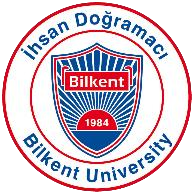 İhsan Doğramacı
Bilkent
1984
Bilkent University